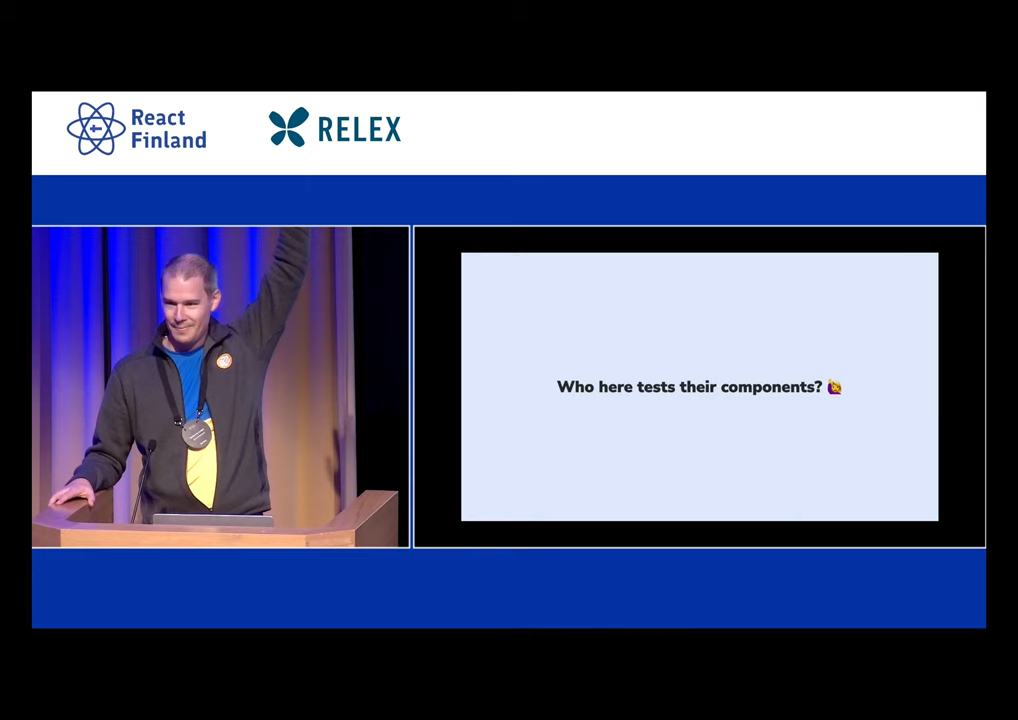 React
Finland
RELEX
Who here tests their components? 🙋